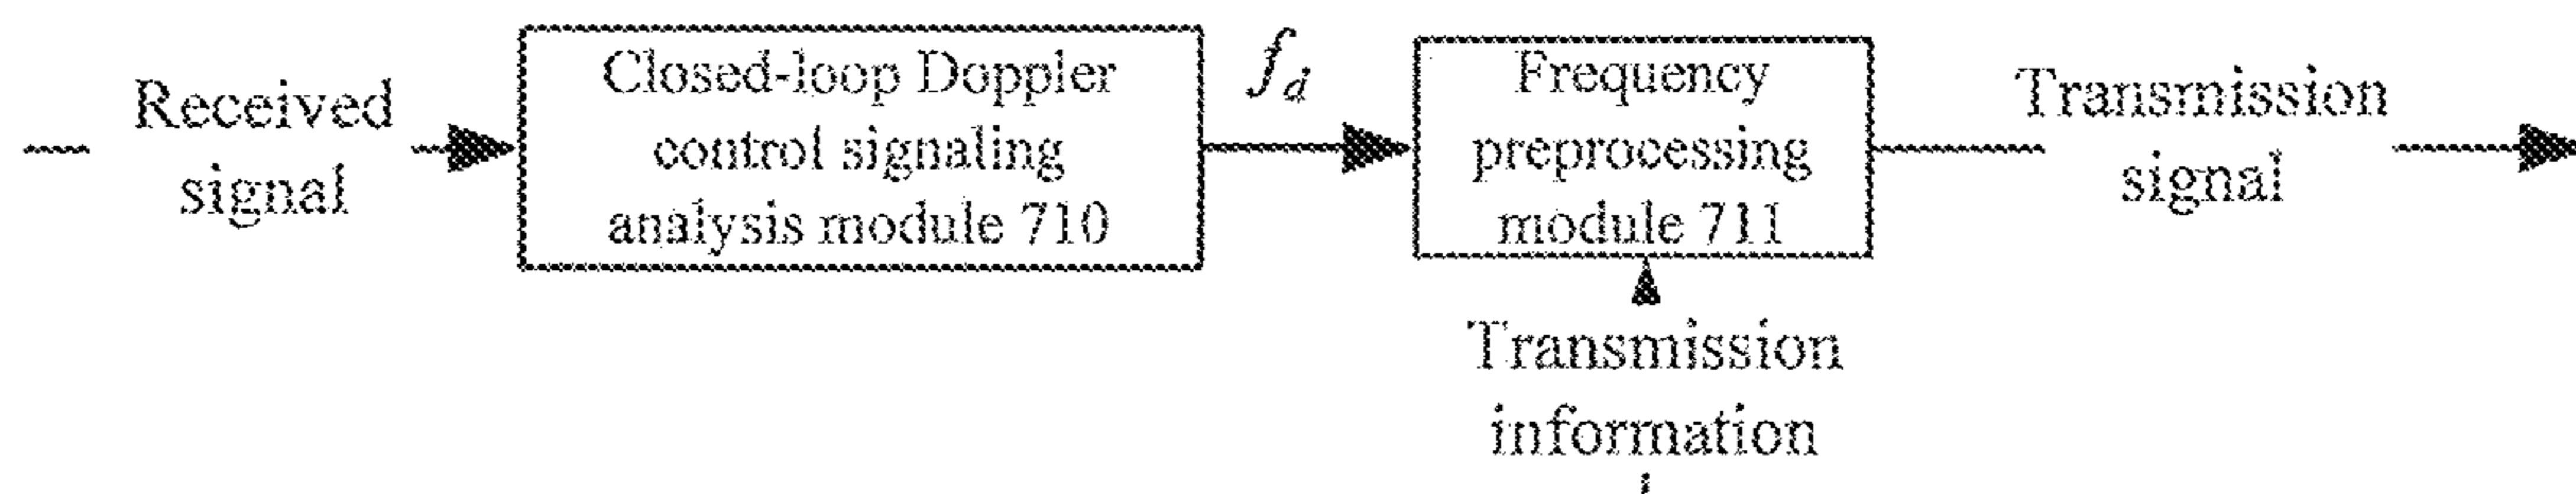 Received
signal
Closed-loop Doppler
control signaling
analysis module 710
f_d
Frequency
preprocessing
module 711
Transmission
signal
Transmission
information